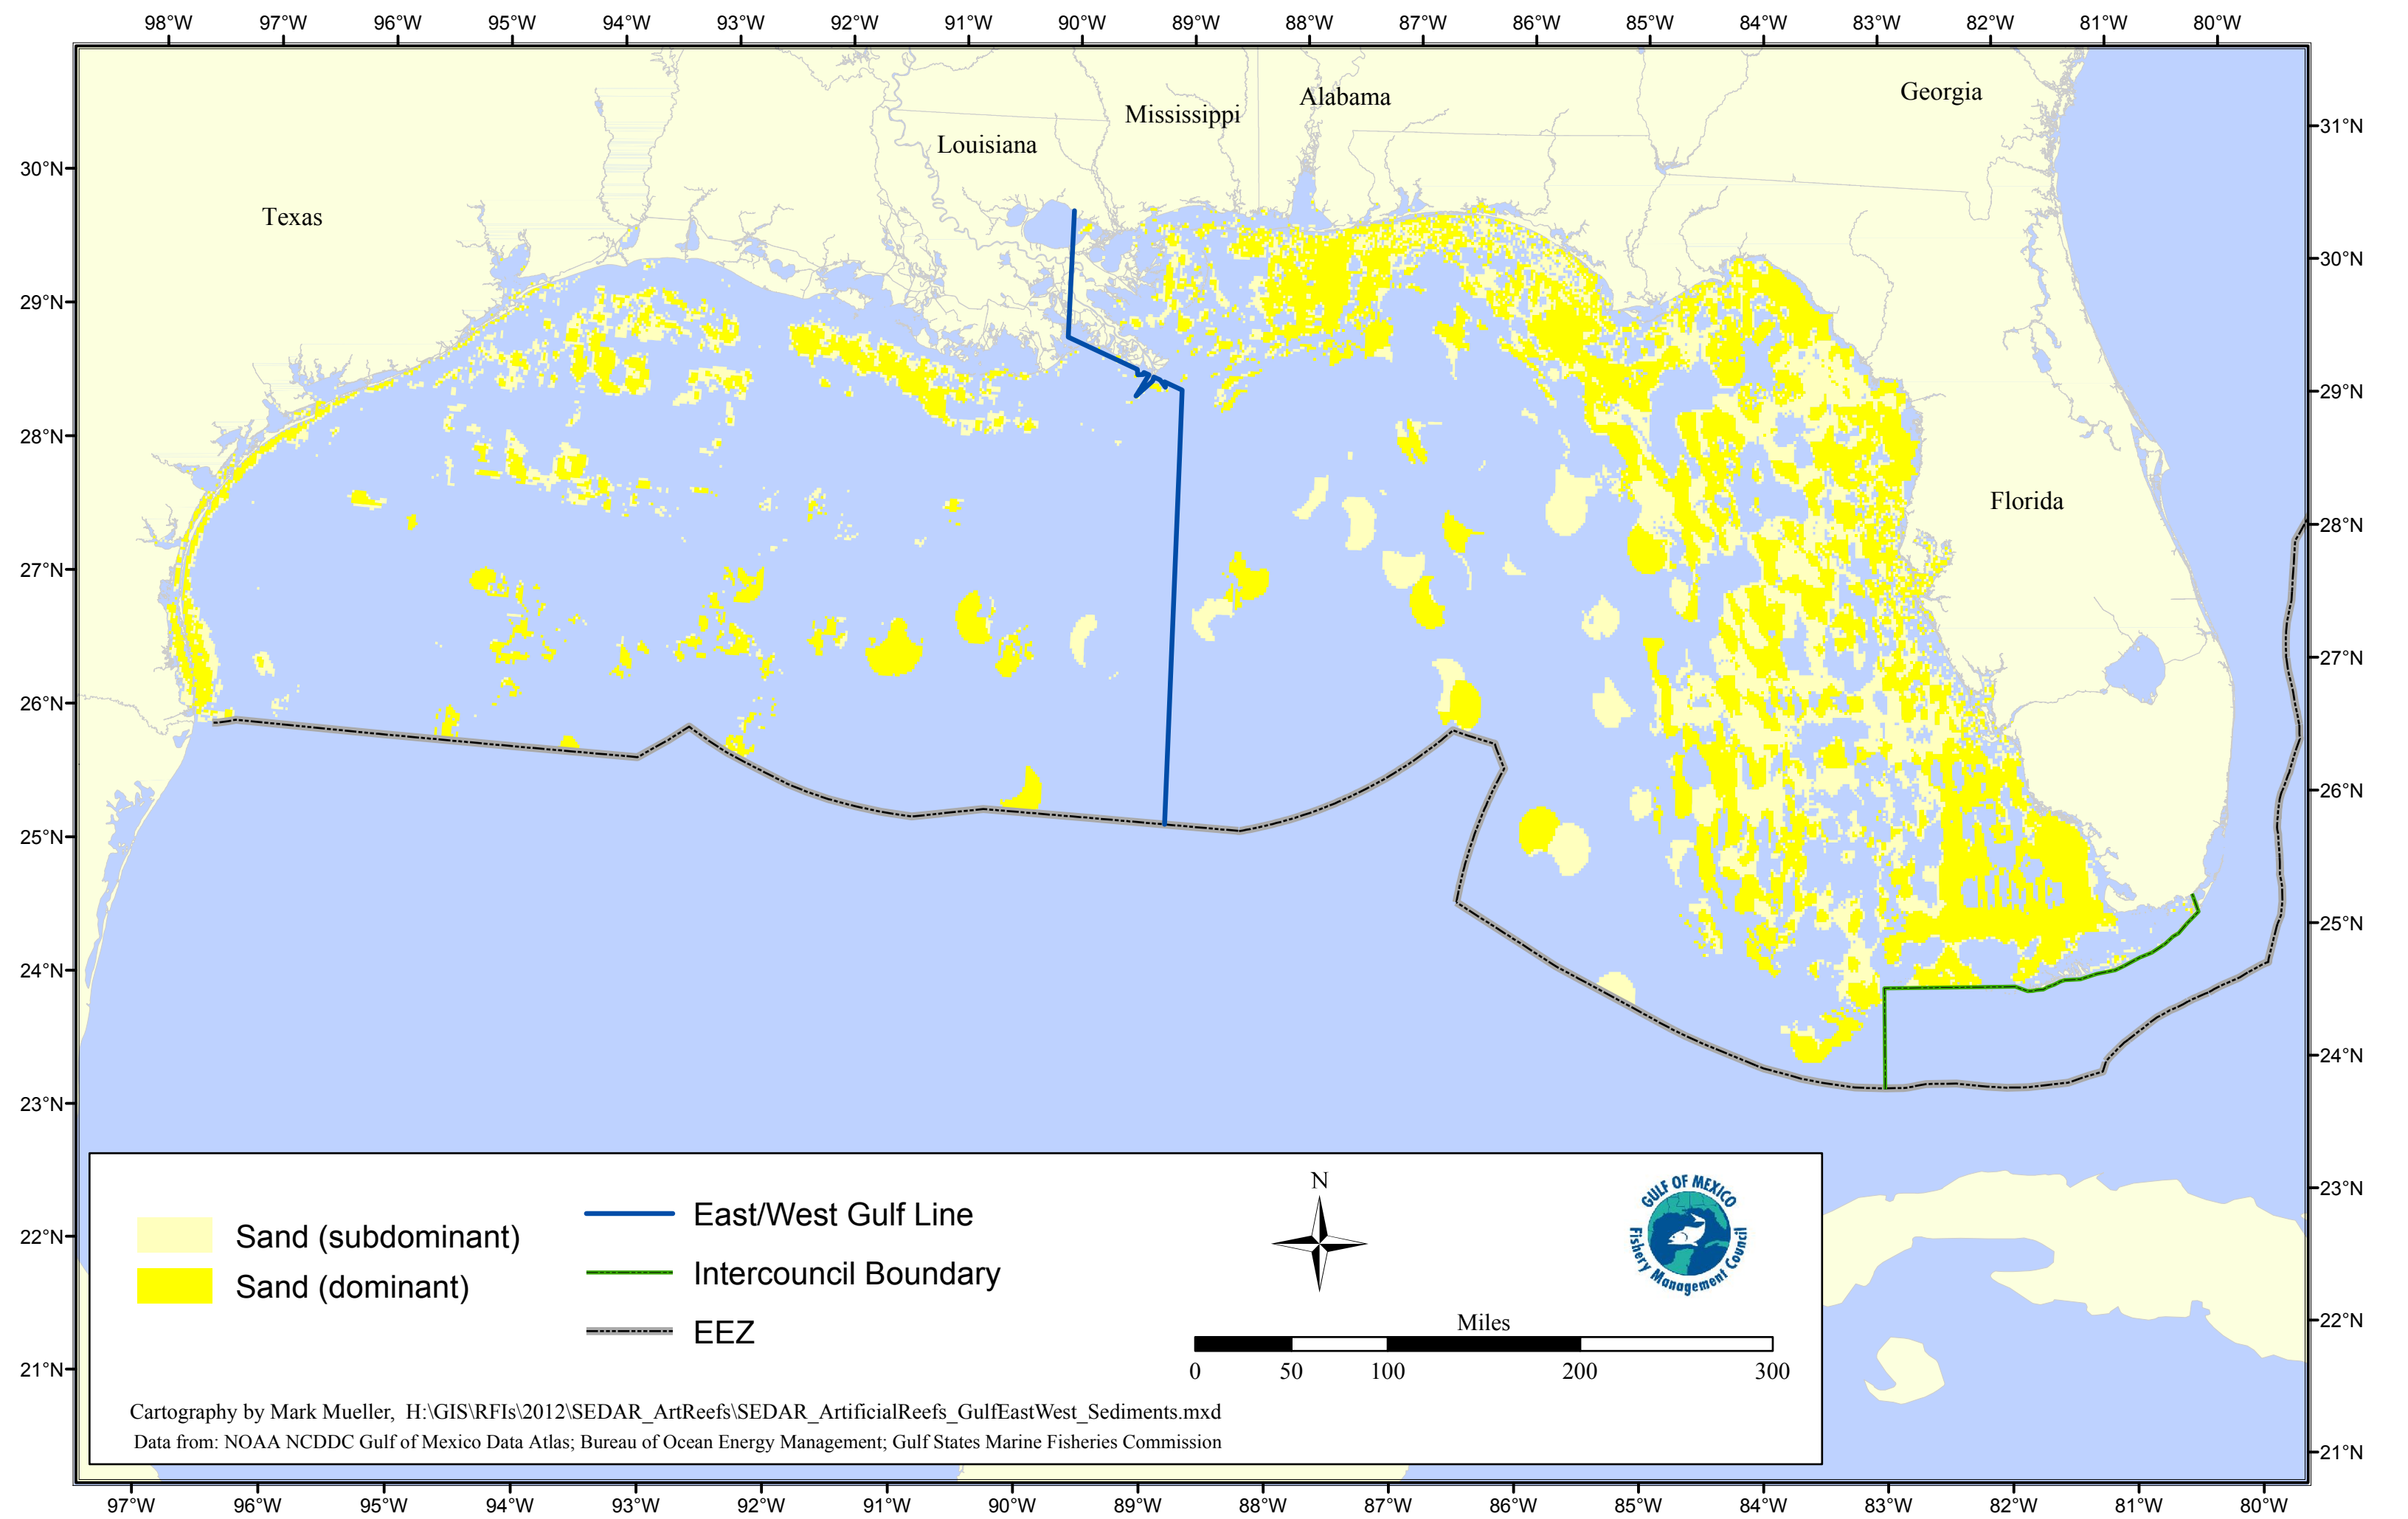 98°W 97°W 96°W 95°W 94°W 93°W 92°W 91°W 90°W 89°W 88°W 87°W 86°W 85°W 84°W 83°W 82°W 81°W 80°W
Georgia
Alabama
Mississippi
31°N
Louisiana
30°N
Texas
30°N
29°N
29°N
28°N
Florida
28°N
27°N
27°N
26°N
26°N
25°N
25°N
24°N
24°N
23°N
N
GULF OF MEXICO
Fishery Management Council
23°N
East/West Gulf Line
Sand (subdominant)
22°N
Intercouncil Boundary
Sand (dominant)
Miles
22°N
EEZ
0 50 100 200 300
21°N
Cartography by Mark Mueller, H:\GIS\RFIs\2012\SEDAR_ArtReefs\SEDAR_ArtificialReefs_GulfEastWest_Sediments.mxd
Data from: NOAA NCDDC Gulf of Mexico Data Atlas; Bureau of Ocean Energy Management; Gulf States Marine Fisheries Commission
21°N
97°W 96°W 95°W 94°W 93°W 92°W 91°W 90°W 89°W 88°W 87°W 86°W 85°W 84°W 83°W 82°W 81°W 80°W